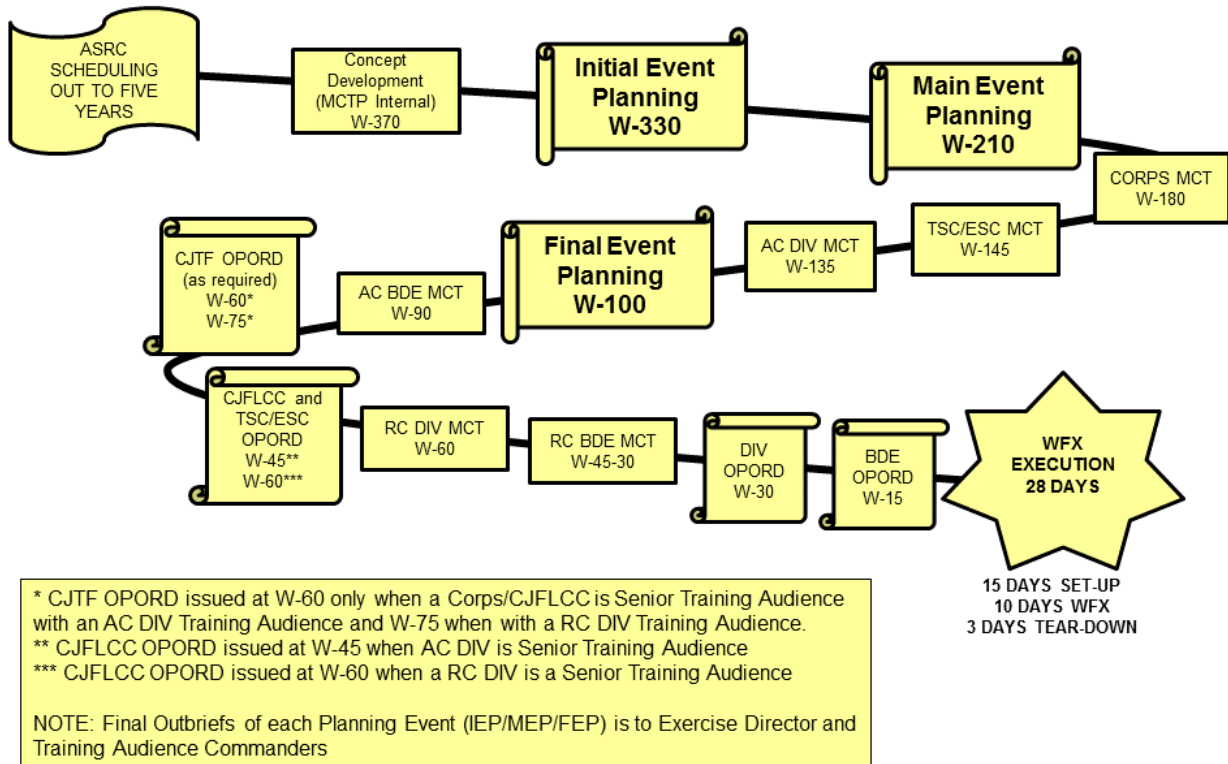 ASRC
SCHEDULING
OUT TO FIVE
YEARS
Concept
Development
(MCTP Internal)
W-370
Initial Event
Planning
W-330
Main Event
Planning
W-210
CORPS MCT
W-180
TSC/ESC MCT
W-145
AC DIV MCT
W-135
Final Event
Planning
W-100
AC BDE MCT
W-90
CJTF OPORD
(as required)
W-60*
W-75*
CJFLCC and
TSC/ESC
OPORD
W-45**
W-60***
RC DIV MCT
W-60
RC BDE MCT
W-45-30
DIV
OPORD
W-30
BDE
OPORD
W-15
WFX
EXECUTION
28 DAYS
15 DAYS SET-UP
10 DAYS WFX
3 DAYS TEAR-DOWN
* CJTF OPORD issued at W-60 only when a Corps/CJFLCC is Senior Training Audience
with an AC DIV Training Audience and W-75 when with a RC DIV Training Audience.
** CJFLCC OPORD issued at W-45 when AC DIV is Senior Training Audience
*** CJFLCC OPORD issued at W-60 when a RC DIV is a Senior Training Audience
NOTE: Final Outbriefs of each Planning Event (IEP/MEP/FEP) is to Exercise Director and
Training Audience Commanders